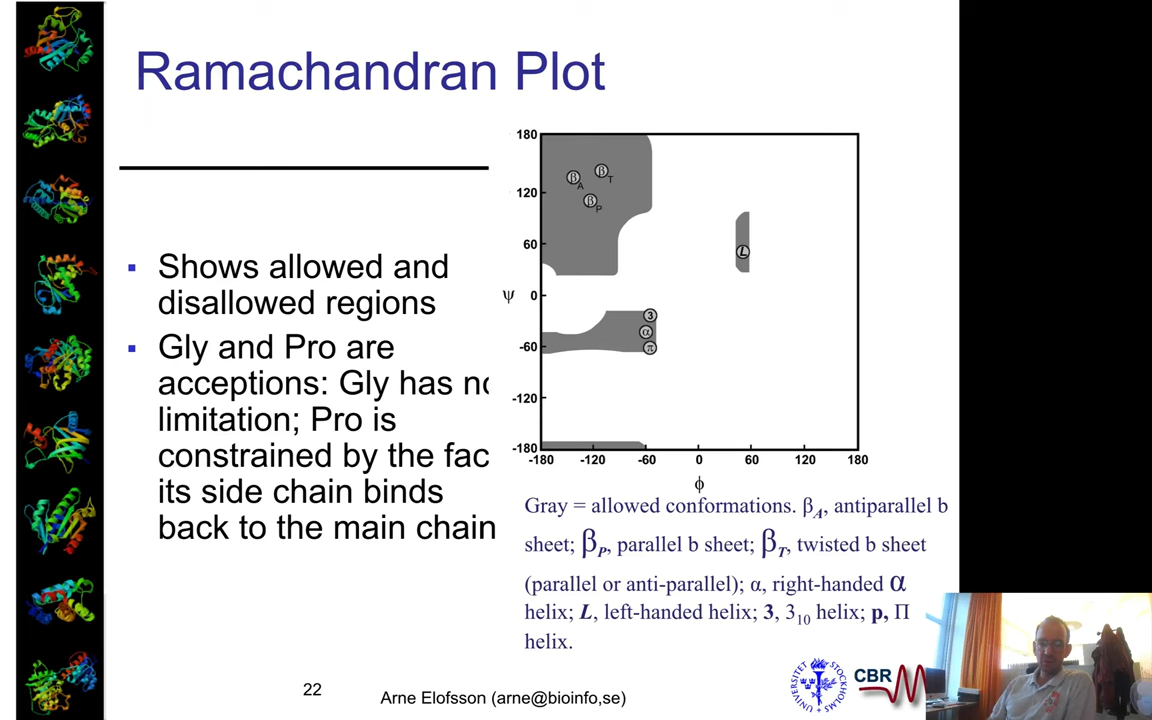 Ramachandran Plot
▪ Shows allowed and
disallowed regions
▪ Gly and Pro are
acceptions: Gly has no
limitation; Pro is
constrained by the fac
its side chain binds
back to the main chain
180
120
60
ψ 0
-60
-120
-180
-180 -120 -60 0 60 120 180
ϕ
β A
β T
β P
L
3
α
π
Gray = allowed conformations. βA, antiparallel b
sheet; βP, parallel b sheet; βT, twisted b sheet
(parallel or anti-parallel); α, right-handed α
helix; L, left-handed helix; 3, 310 helix; p, Π
helix.
22
Arne Elofsson (arne@bioinfo,se)
STOCKHOLMS
UNIVERSITET
CBR